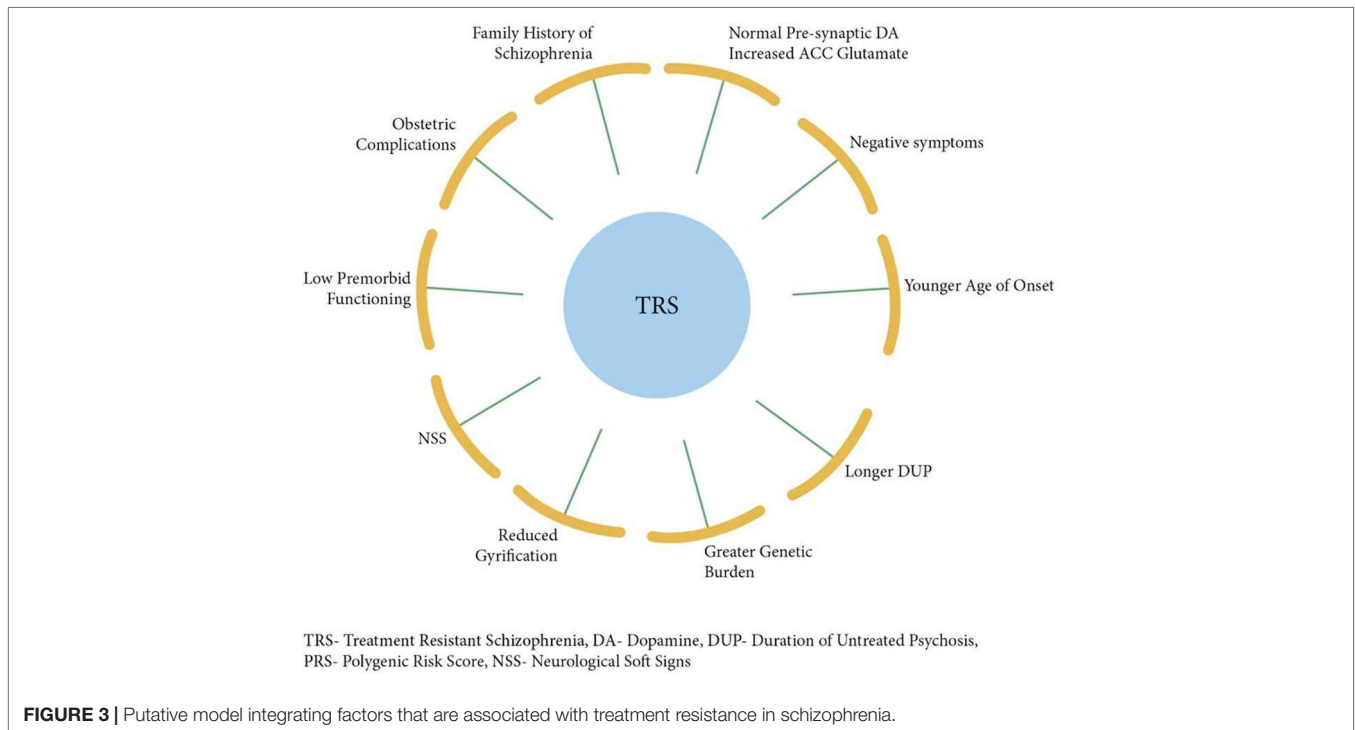 Family History of
Schizophrenia
Normal Pre-synaptic DA
Increased ACC Glutamate
Obstetric
Complications
Negative symptoms
Low Premorbid
Functioning
TRS
Younger Age of Onset
NSS
Longer DUP
Reduced
Gyrification
Greater Genetic
Burden
TRS- Treatment Resistant Schizophrenia, DA- Dopamine, DUP- Duration of Untreated Psychosis,
PRS- Polygenic Risk Score, NSS- Neurological Soft Signs
FIGURE 3 | Putative model integrating factors that are associated with treatment resistance in schizophrenia.